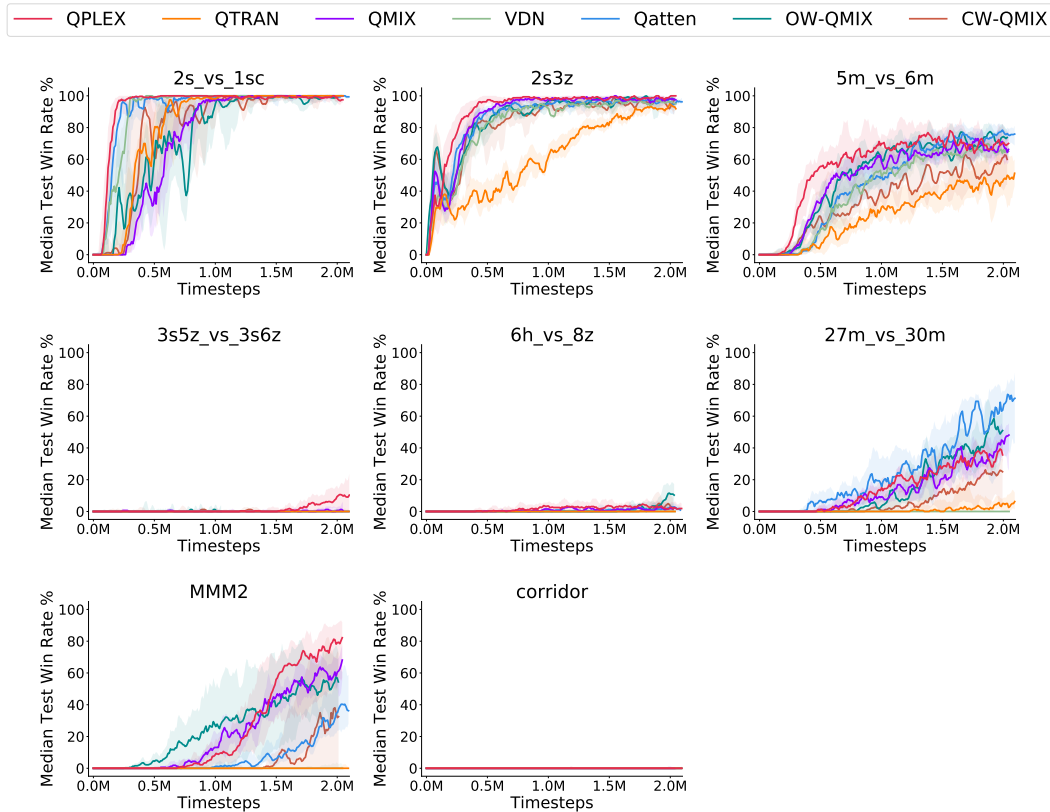 QPLEX QTRAN QMIX VDN Qatten OW-QMIX CW-QMIX
2s_vs_1sc
Median Test Win Rate %
100
80
60
40
20
0
0.0M 0.5M 1.0M 1.5M 2.0M
Timesteps
2s3z
Median Test Win Rate %
100
80
60
40
20
0
0.0M 0.5M 1.0M 1.5M 2.0M
Timesteps
5m_vs_6m
Median Test Win Rate %
100
80
60
40
20
0
0.0M 0.5M 1.0M 1.5M 2.0M
Timesteps
3s5z_vs_3s6z
Median Test Win Rate %
100
80
60
40
20
0
0.0M 0.5M 1.0M 1.5M 2.0M
Timesteps
6h_vs_8z
Median Test Win Rate %
100
80
60
40
20
0
0.0M 0.5M 1.0M 1.5M 2.0M
Timesteps
27m_vs_30m
Median Test Win Rate %
100
80
60
40
20
0
0.0M 0.5M 1.0M 1.5M 2.0M
Timesteps
MMM2
Median Test Win Rate %
100
80
60
40
20
0
0.0M 0.5M 1.0M 1.5M 2.0M
Timesteps
corridor
Median Test Win Rate %
100
80
60
40
20
0
0.0M 0.5M 1.0M 1.5M 2.0M
Timesteps